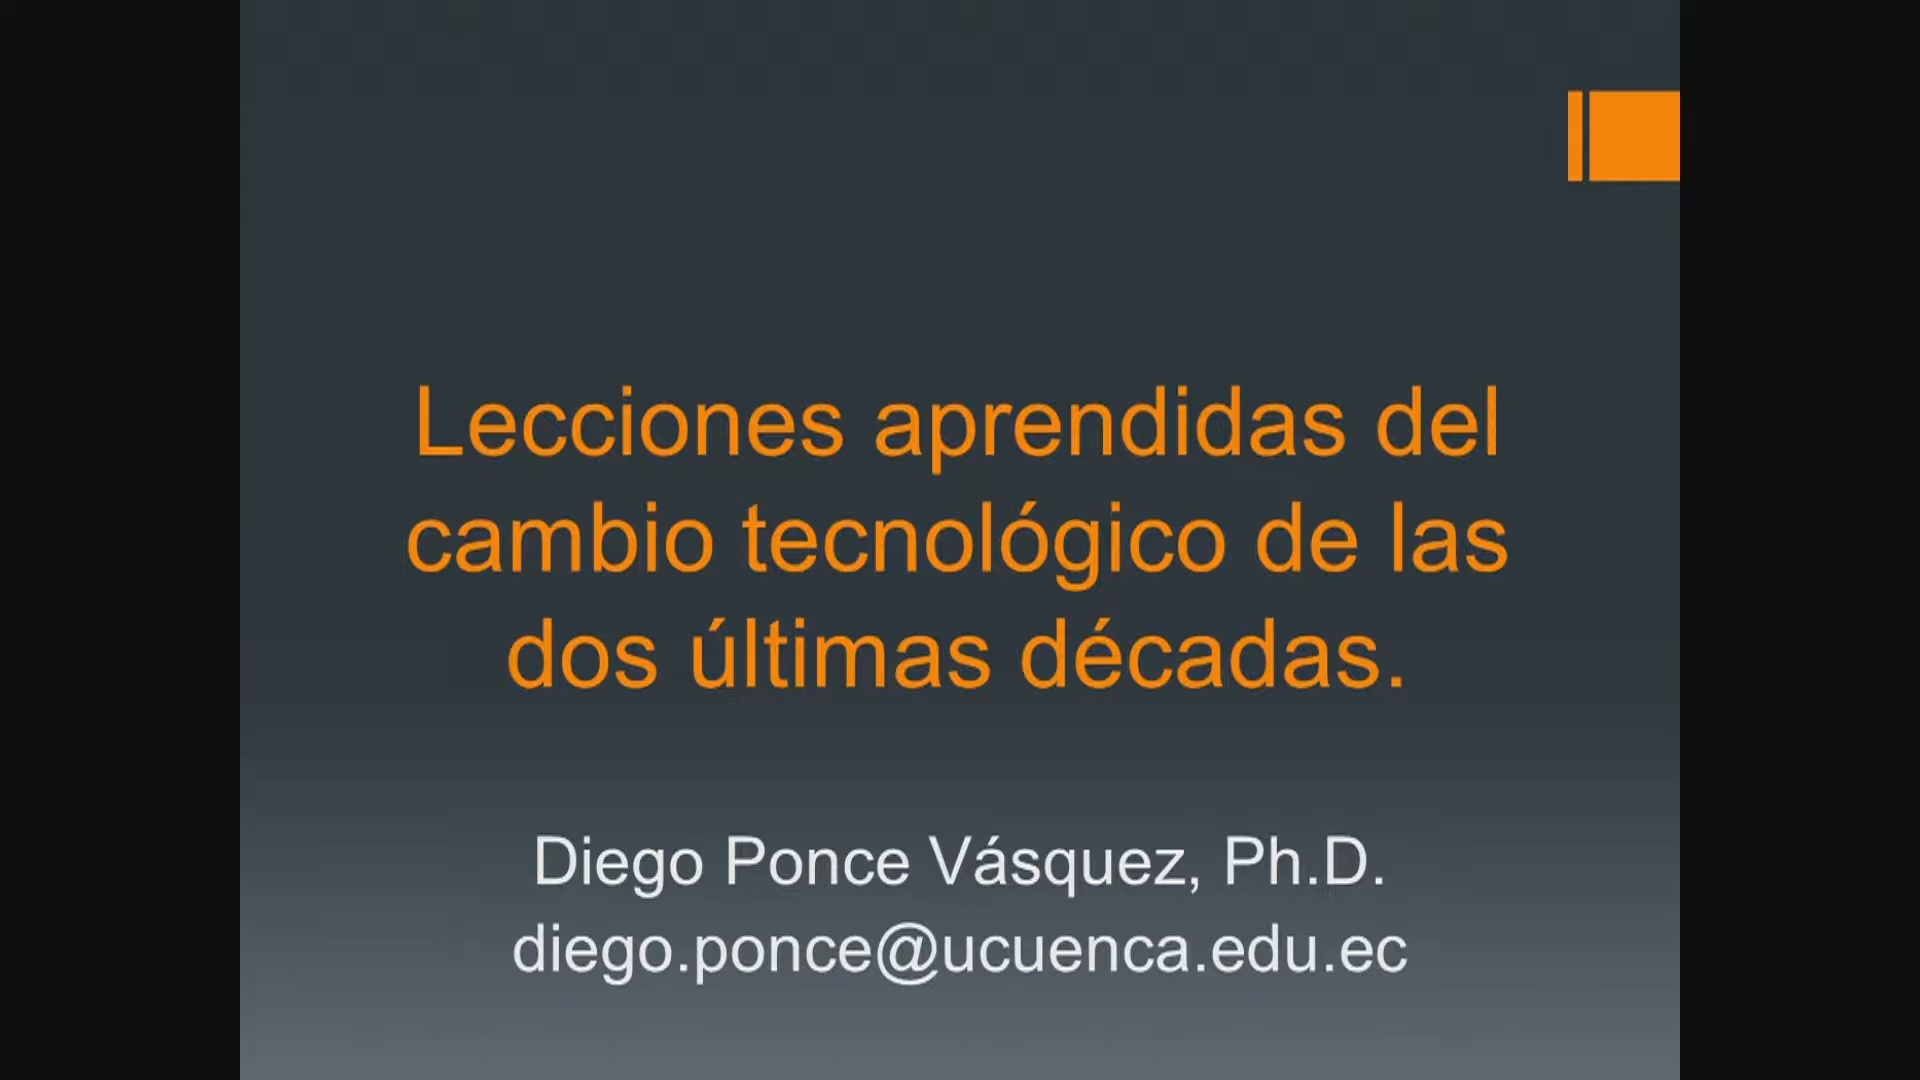 Lecciones aprendidas del
cambio tecnológico de las
dos últimas décadas.
Diego Ponce Vásquez, Ph.D.
diego.ponce@ucuenca.edu.ec